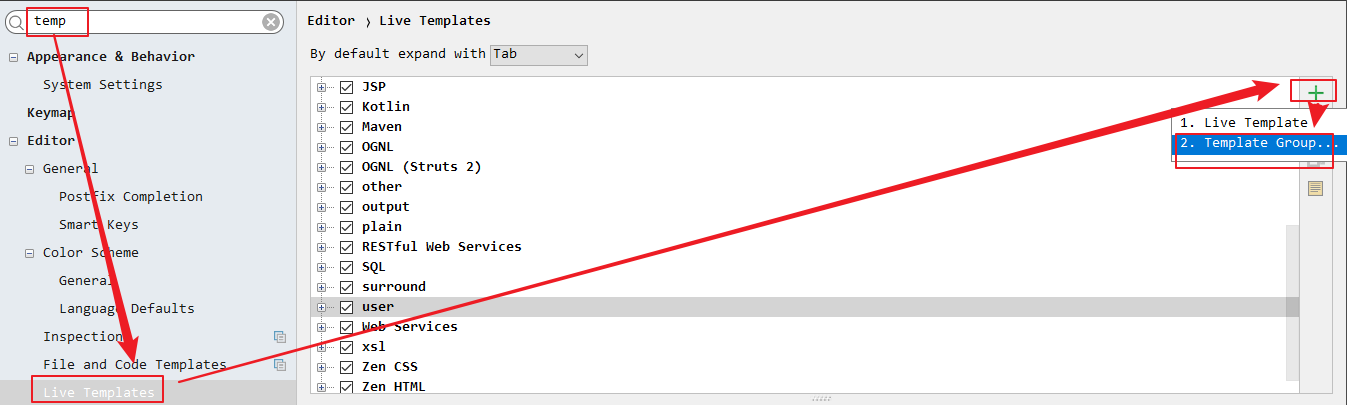 temp
Appearance & Behavior
System Settings
Keymap
Editor
General
Postfix Completion
Smart Keys
Color Scheme
General
Language Defaults
Inspection
File and Code Templates
Live Templates
Editor › Live Templates
By default expand with Tab
JSP
Kotlin
Maven
OGNL
OGNL (Struts 2)
other
output
plain
RESTful Web Services
SQL
surround
user
Web Services
xsl
Zen CSS
Zen HTML
1. Live Template
2. Template Group...